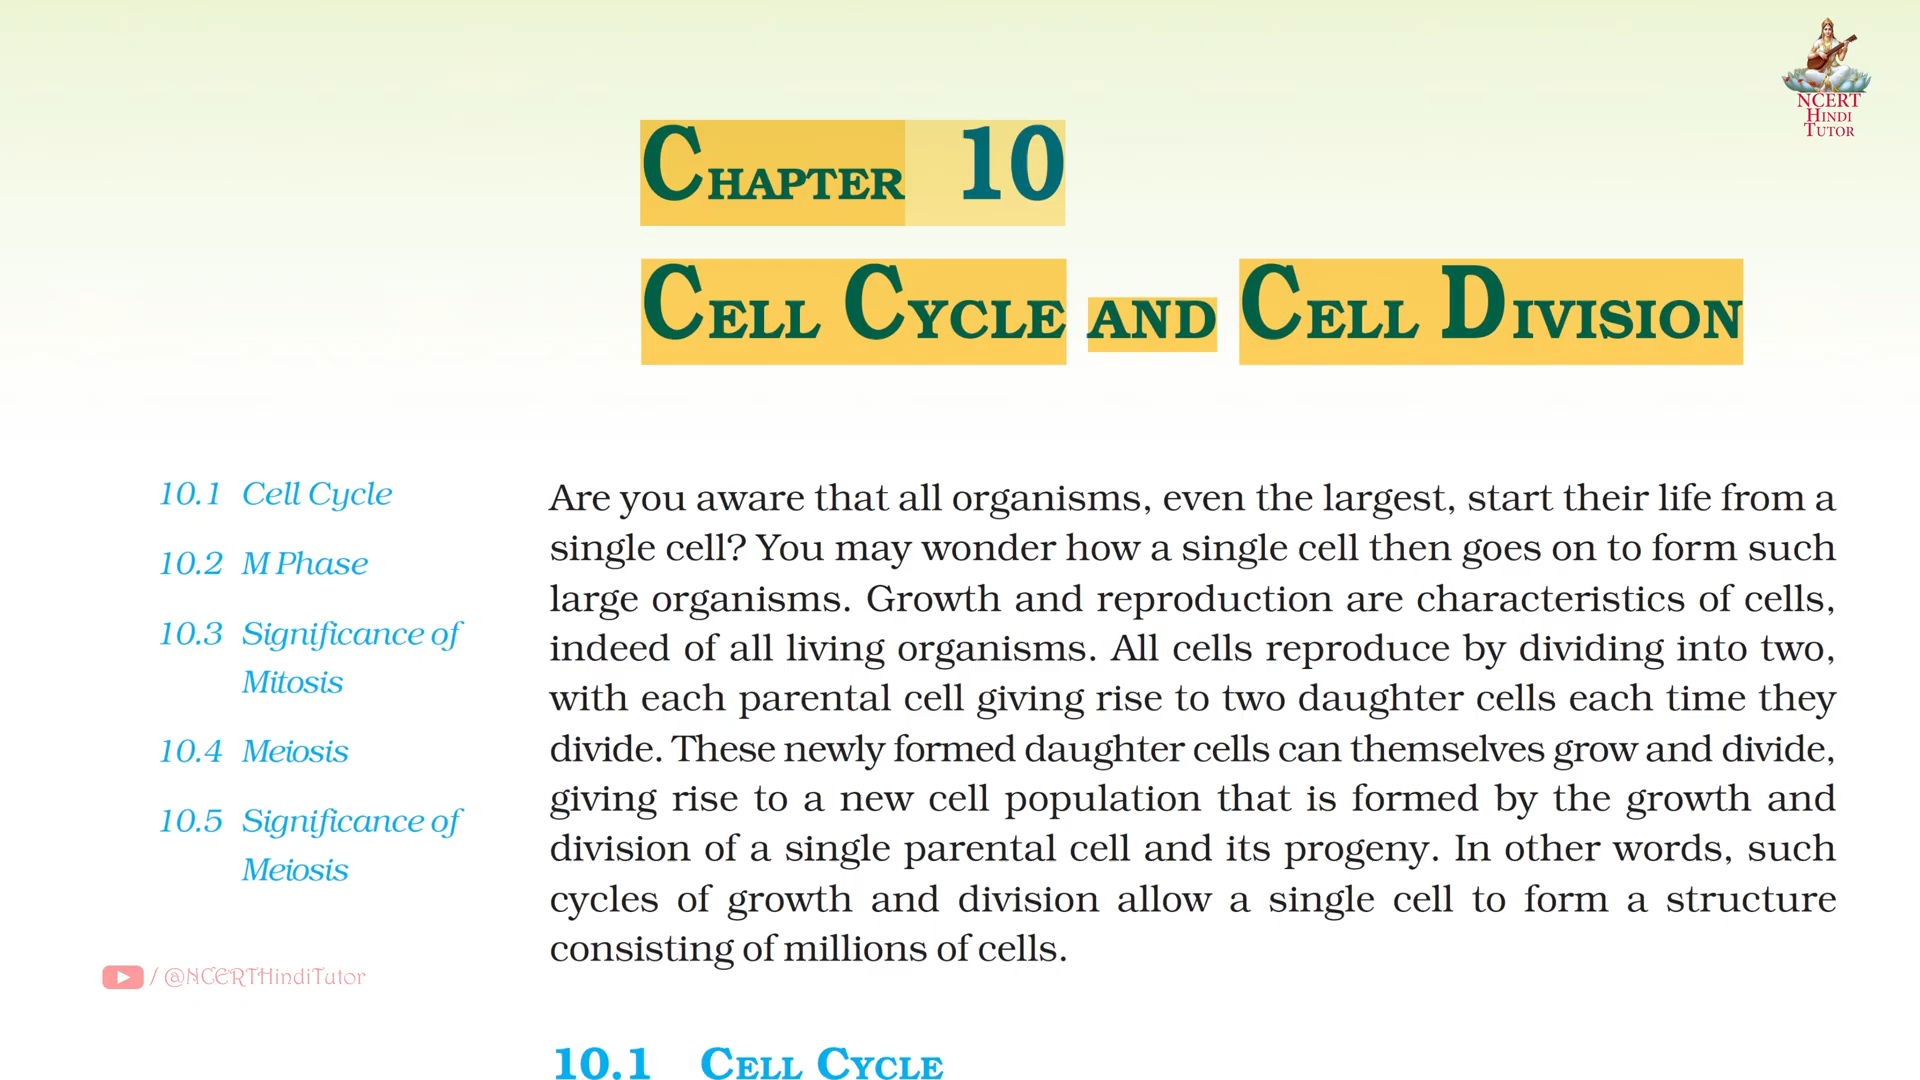 NCERT
HINDI
TUTOR
CHAPTER 10
CELL CYCLE AND CELL DIVISION
10.1 Cell Cycle
10.2 M Phase
10.3 Significance of
Mitosis
10.4 Meiosis
10.5 Significance of
Meiosis
Are you aware that all organisms, even the largest, start their life from a
single cell? You may wonder how a single cell then goes on to form such
large organisms. Growth and reproduction are characteristics of cells,
indeed of all living organisms. All cells reproduce by dividing into two,
with each parental cell giving rise to two daughter cells each time they
divide. These newly formed daughter cells can themselves grow and divide,
giving rise to a new cell population that is formed by the growth and
division of a single parental cell and its progeny. In other words, such
cycles of growth and division allow a single cell to form a structure
consisting of millions of cells.
/ @NCERTHindiTutor
10.1 CELL CYCLE